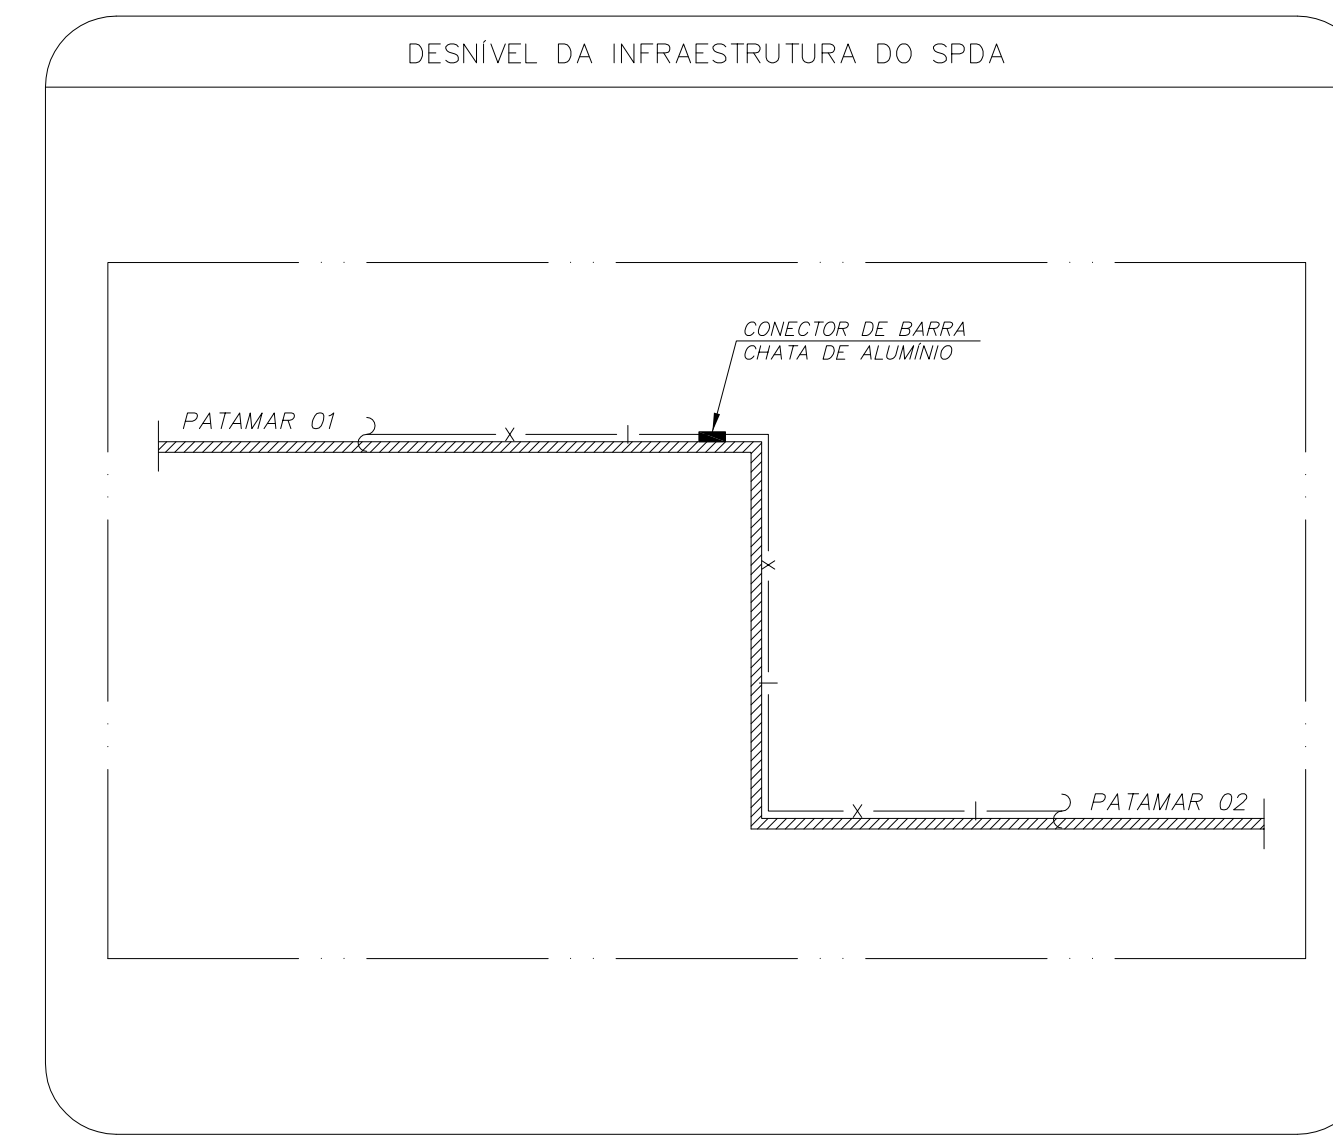 DESNÍVEL DA INFRAESTRUTURA DO SPDA
CONECTOR DE BARRA
CHATA DE ALUMÍNIO
PATAMAR 01
X
X
X
PATAMAR 02